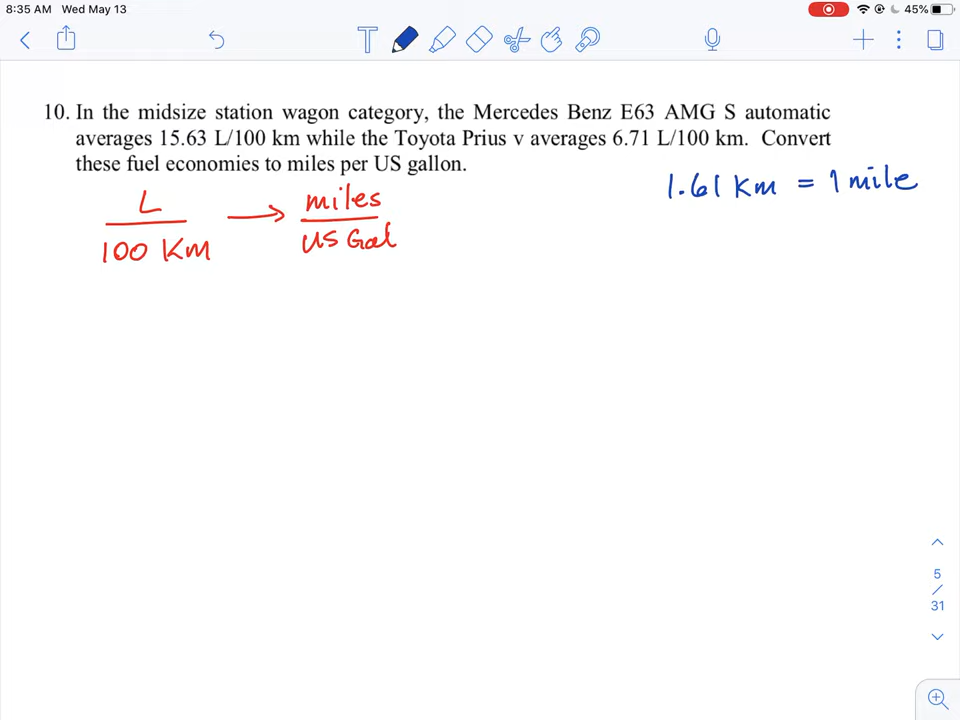 8:35 AM Wed May 13
45%
10. In the midsize station wagon category, the Mercedes Benz E63 AMG S automatic
averages 15.63 L/100 km while the Toyota Prius v averages 6.71 L/100 km. Convert
these fuel economies to miles per US gallon.
1.61 Km = 1 mile
L miles
100 Km US Gal
5
/
31